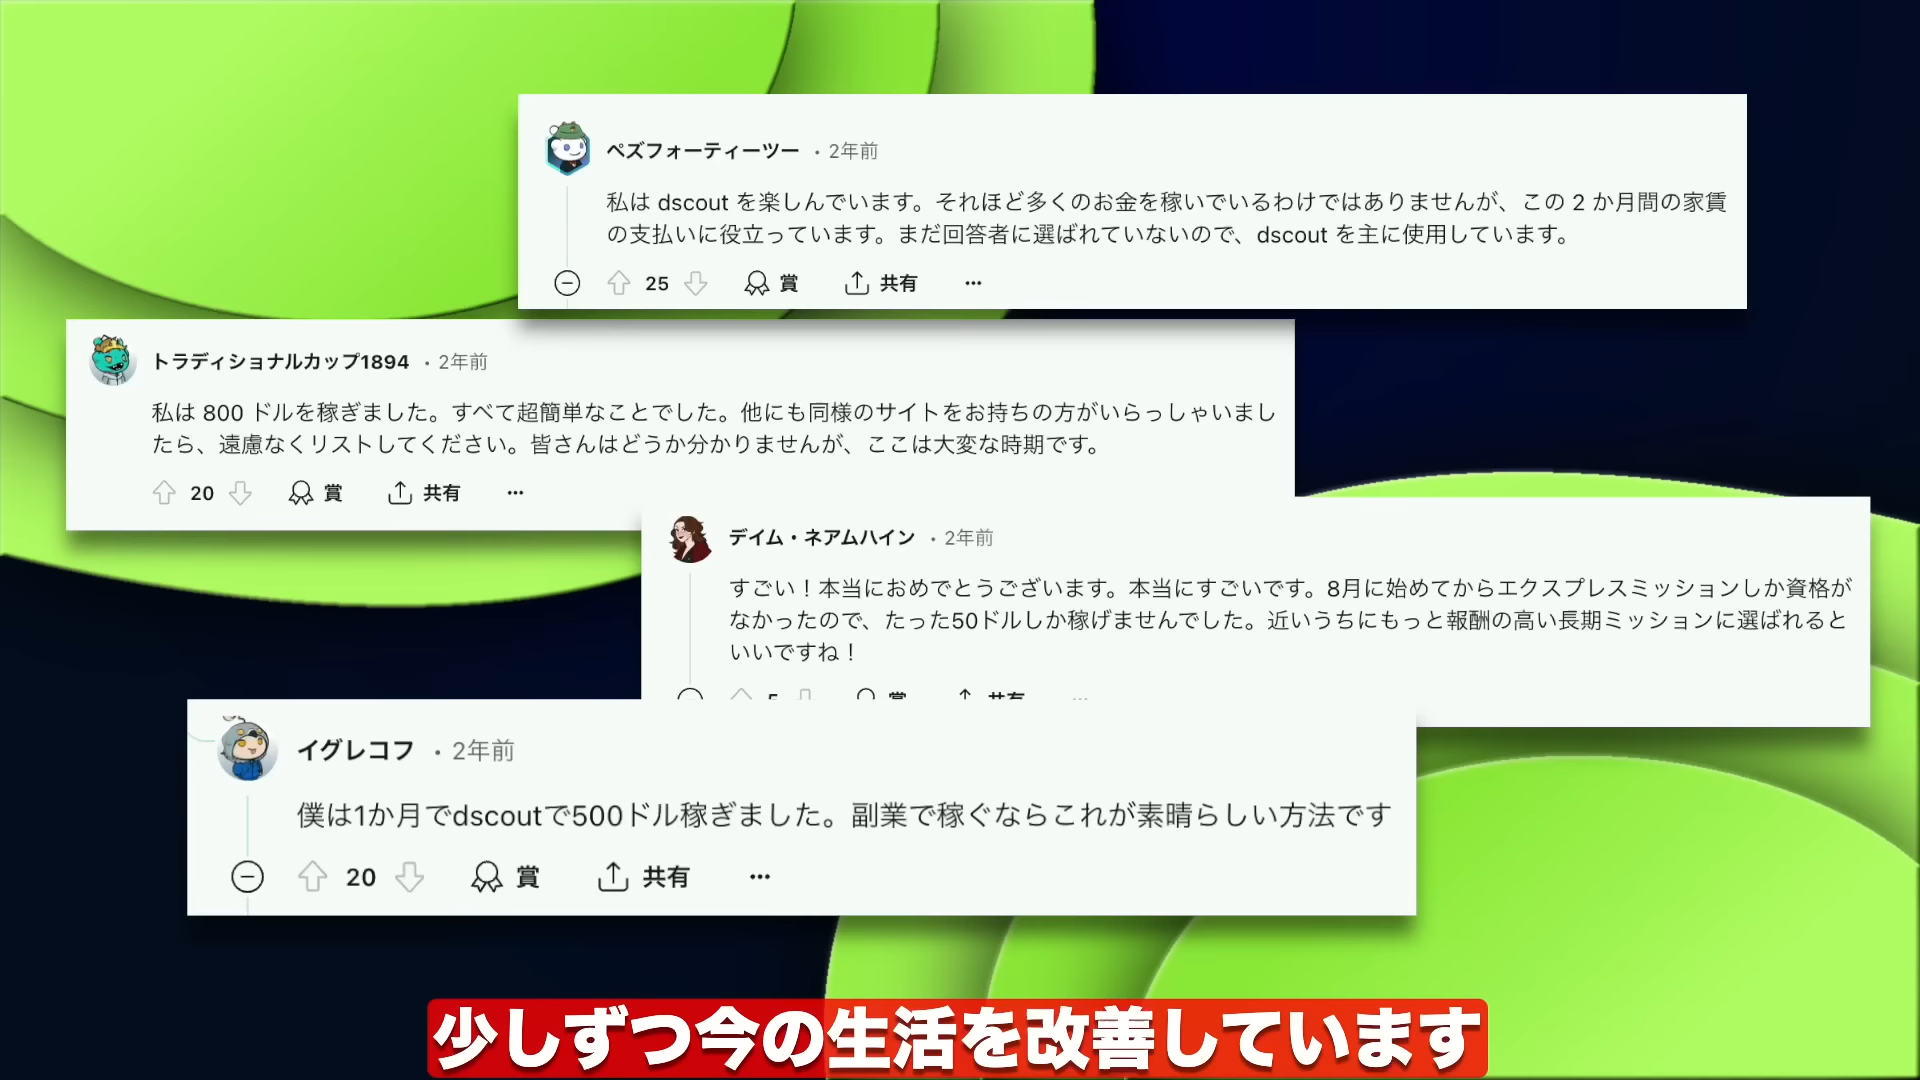 ペズフォーティーツー ・2年前
私は dscout を楽しんでいます。それほど多くのお金を稼いでいるわけではありませんが、この 2 か月間の家賃
の支払いに役立っています。まだ回答者に選ばれていないので、dscout を主に使用しています。
25 賞 共有 …
トラディショナルカップ1894 ・2年前
私は 800 ドルを稼ぎました。すべて超簡単なことでした。他にも同様のサイトをお持ちの方がいらっしゃいまし
たら、遠慮なくリストしてください。皆さんはどうか分かりませんが、ここは大変な時期です。
20 賞 共有 …
デイム・ネアムハイン ・2年前
すごい！本当におめでとうございます。本当にすごいです。8月に始めてからエクスプレスミッションしか資格が
なかったので、たった50ドルしか稼げませんでした。近いうちにもっと報酬の高い長期ミッションに選ばれると
いいですね！
賞 共有 …
イグレコフ ・2年前
僕は1か月でdscoutで500ドル稼ぎました。副業で稼ぐならこれが素晴らしい方法です
20 賞 共有 …
少しずつ今の生活を改善しています